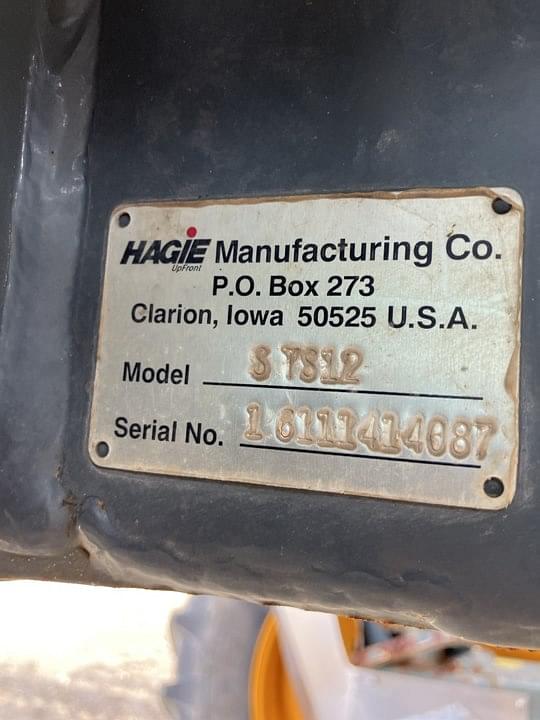 HAGIE Manufacturing Co.
UpFront
P.O. Box 273
Clarion, Iowa 50525 U.S.A.
Model STS12
Serial No. 16111414087